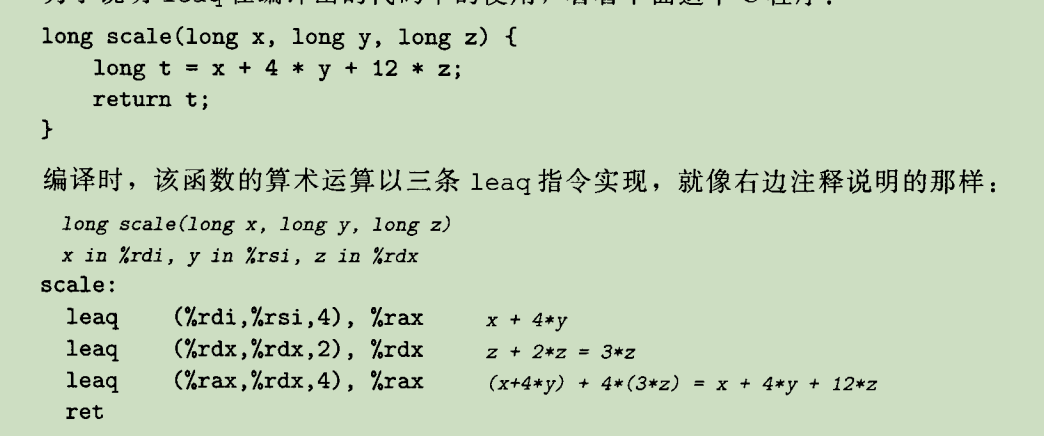 long scale(long x, long y, long z) {
    long t = x + 4 * y + 12 * z;
    return t;
}
编译时，该函数的算术运算以三条 leaq 指令实现，就像右边注释说明的那样：
long scale(long x, long y, long z)
x in %rdi, y in %rsi, z in %rdx
scale:
  leaq    (%rdi,%rsi,4), %rax    x + 4*y
  leaq    (%rdx,%rdx,2), %rdx    z + 2*z = 3*z
  leaq    (%rax,%rdx,4), %rax    (x+4*y) + 4*(3*z) = x + 4*y + 12*z
  ret